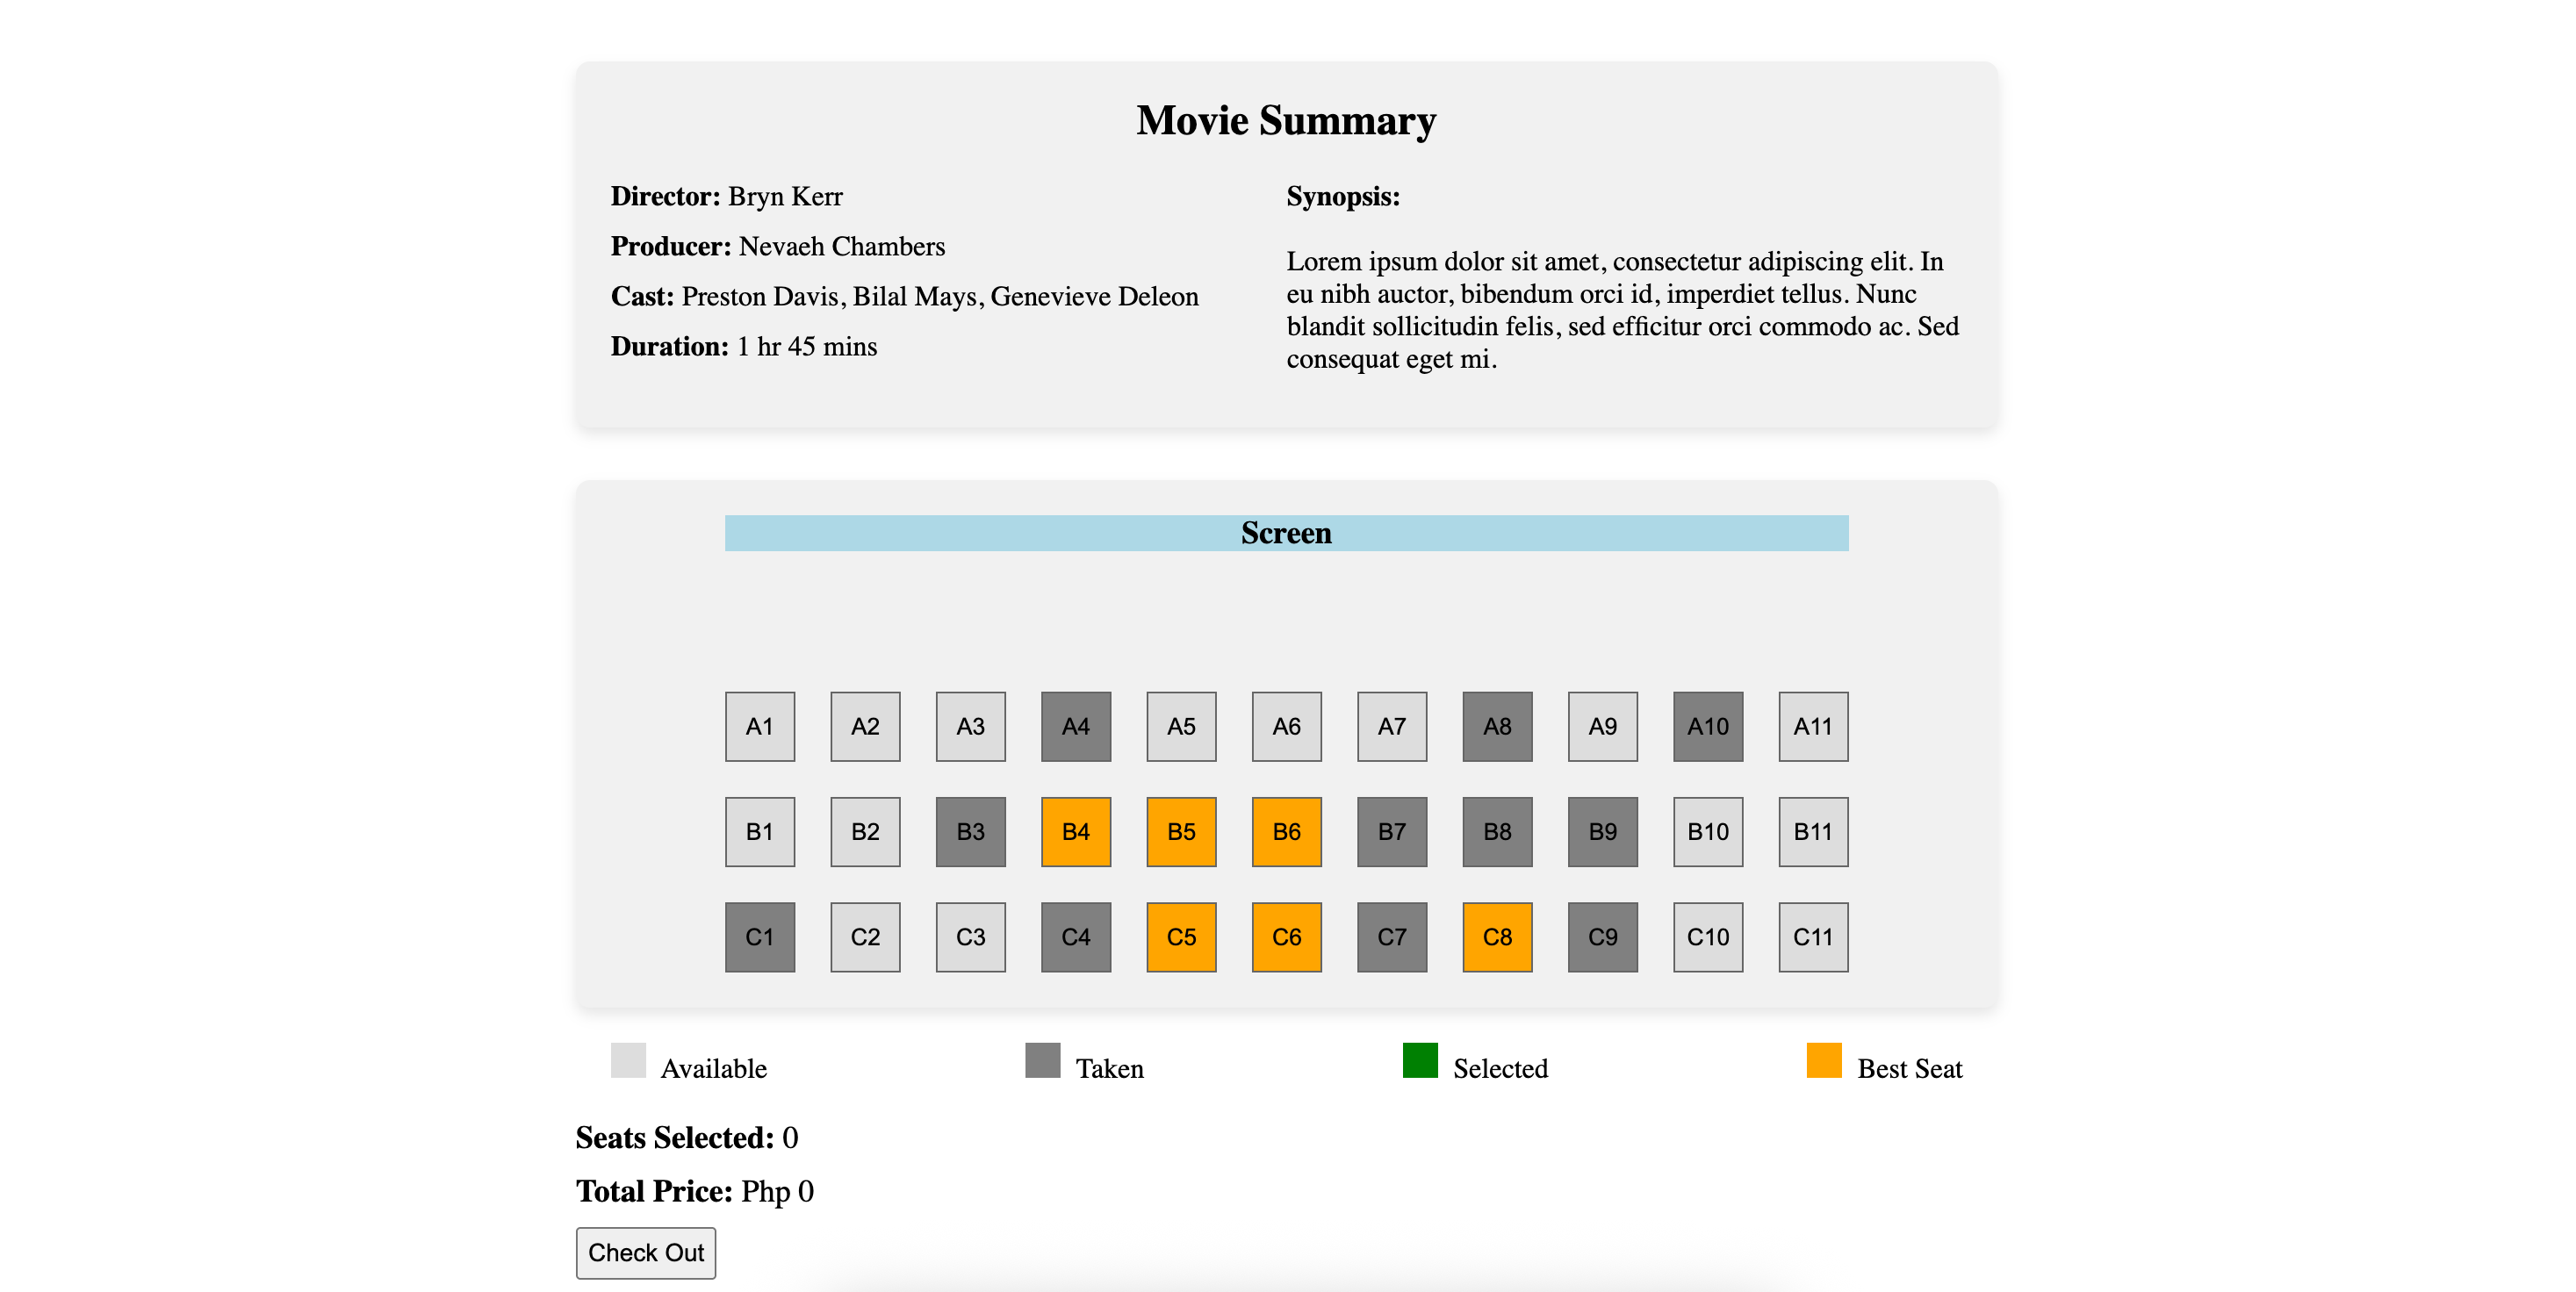 Movie Summary
Director: Bryn Kerr
Producer: Nevaeh Chambers
Cast: Preston Davis, Bilal Mays, Genevieve Deleon
Duration: 1 hr 45 mins
Synopsis:
Lorem ipsum dolor sit amet, consectetur adipiscing elit. In
eu nibh auctor, bibendum orci id, imperdiet tellus. Nunc
blandit sollicitudin felis, sed efficitur orci commodo ac. Sed
consequat eget mi.
Screen
A1 A2 A3 A4 A5 A6 A7 A8 A9 A10 A11
B1 B2 B3 B4 B5 B6 B7 B8 B9 B10 B11
C1 C2 C3 C4 C5 C6 C7 C8 C9 C10 C11
Available Taken Selected Best Seat
Seats Selected: 0
Total Price: Php 0
Check Out